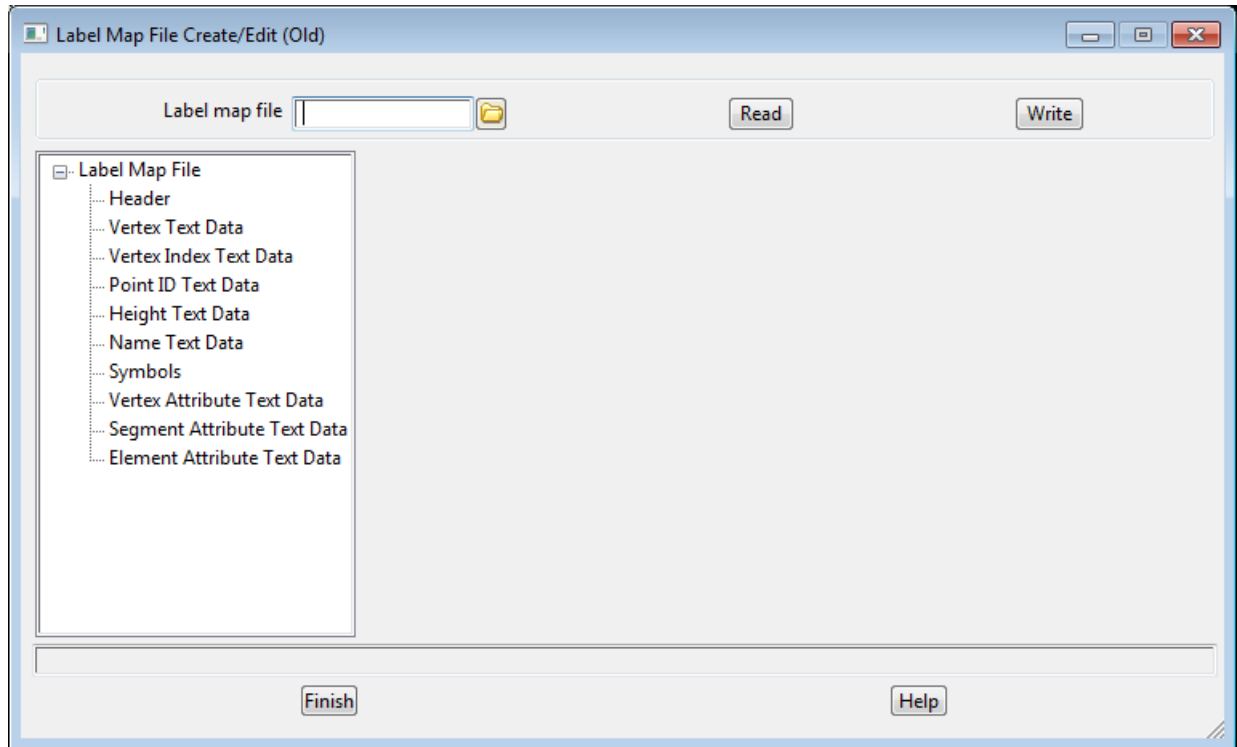 Label Map File Create/Edit (Old)
Label map file
Read
Write
Label Map File
Header
Vertex Text Data
Vertex Index Text Data
Point ID Text Data
Height Text Data
Name Text Data
Symbols
Vertex Attribute Text Data
Segment Attribute Text Data
Element Attribute Text Data
Finish
Help